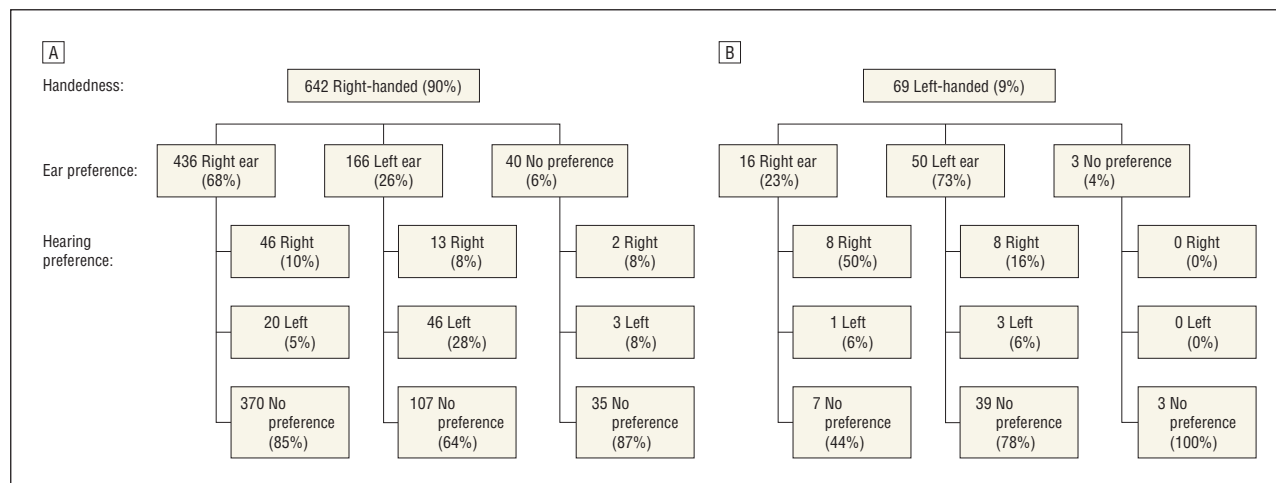 A
B
Handedness:
642 Right-handed (90%)
69 Left-handed (9%)
Ear preference:
436 Right ear
(68%)
166 Left ear
(26%)
40 No preference
(6%)
16 Right ear
(23%)
50 Left ear
(73%)
3 No preference
(4%)
Hearing
preference:
46 Right
(10%)
13 Right
(8%)
2 Right
(8%)
8 Right
(50%)
8 Right
(16%)
0 Right
(0%)
20 Left
(5%)
46 Left
(28%)
3 Left
(8%)
1 Left
(6%)
3 Left
(6%)
0 Left
(0%)
370 No
preference
(85%)
107 No
preference
(64%)
35 No
preference
(87%)
7 No
preference
(44%)
39 No
preference
(78%)
3 No
preference
(100%)